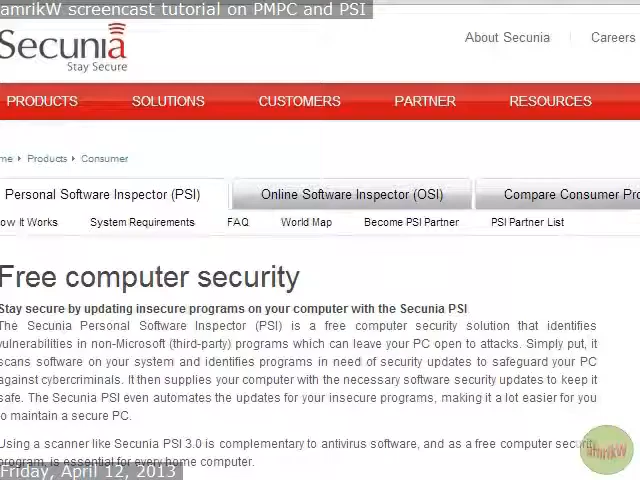 amrikW screencast tutorial on PMPC and PSI
Secunia
Stay Secure
About Secunia
Careers
PRODUCTS SOLUTIONS CUSTOMERS PARTNER RESOURCES
me Products Consumer
Personal Software Inspector (PSI) Online Software Inspector (OSI) Compare Consumer Pro
ow It Works System Requirements FAQ World Map Become PSI Partner PSI Partner List
Free computer security
Stay secure by updating insecure programs on your computer with the Secunia PSI
The Secunia Personal Software Inspector (PSI) is a free computer security solution that identifies
vulnerabilities in non-Microsoft (third-party) programs which can leave your PC open to attacks. Simply put, it
scans software on your system and identifies programs in need of security updates to safeguard your PC
against cybercriminals. It then supplies your computer with the necessary software security updates to keep it
safe. The Secunia PSI even automates the updates for your insecure programs, making it a lot easier for you
to maintain a secure PC.
Using a scanner like Secunia PSI 3.0 is complementary to antivirus software, and as a free computer security
program, is essential for every home computer.
amrikW
Friday, April 12, 2013